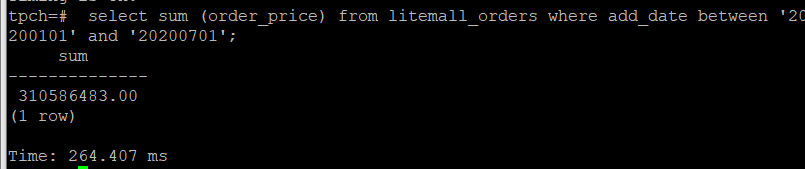 tpch=#  select sum (order_price) from litemall_orders where add_date between '20
200101' and '20200701';
     sum
--------------
 310586483.00
(1 row)

Time: 264.407 ms